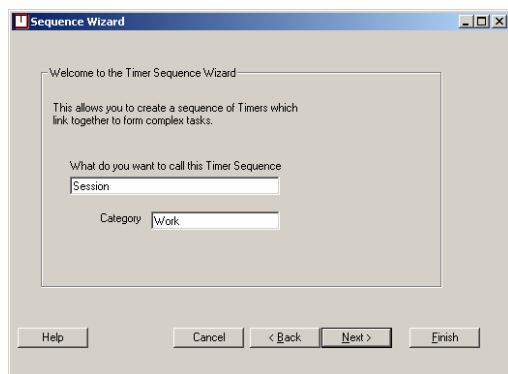 Sequence Wizard
Welcome to the Timer Sequence Wizard
This allows you to create a sequence of Timers which
link together to form complex tasks.
What do you want to call this Timer Sequence
Session
Category Work
Help Cancel < Back Next > Finish